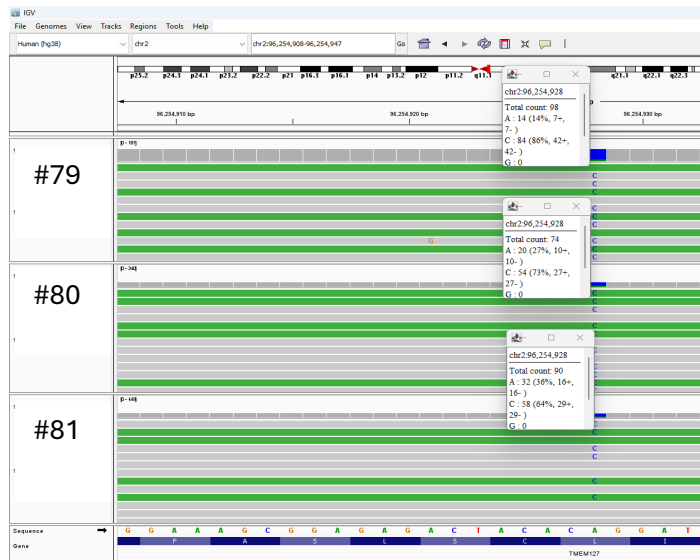 IGV
File Genomes View Tracks Regions Tools Help
Human (hg38) chr2 chr2:96,254,908-96,254,947 Go
p25.2 p24.3 p24.1 p23.2 p22.2 p21 p16.3 p16.1 p14 p13.2 p12 p11.2 q11.1 q21.1 q22.1 q22.3
96,254,910 bp 96,254,920 bp 96,254,930 bp
chr2:96,254,928
Total count: 98
A : 14 (14%, 7+,
7- )
C : 84 (86%, 42+,
42- )
G : 0
#79
C
C
C
C
C
C
C
G C
C
C
chr2:96,254,928
Total count: 74
A : 20 (27%, 10+,
10- )
C : 54 (73%, 27+,
27- )
G : 0
#80
C
C
C
C
chr2:96,254,928
Total count: 90
A : 32 (36%, 16+,
16- )
C : 58 (64%, 29+,
29- )
G : 0
#81
C
C
C
C
C
C
C
Sequence G G A A A G C G G A G A G A C T A C A C A G G A T
Gene P A S L S C L I
TMEM127